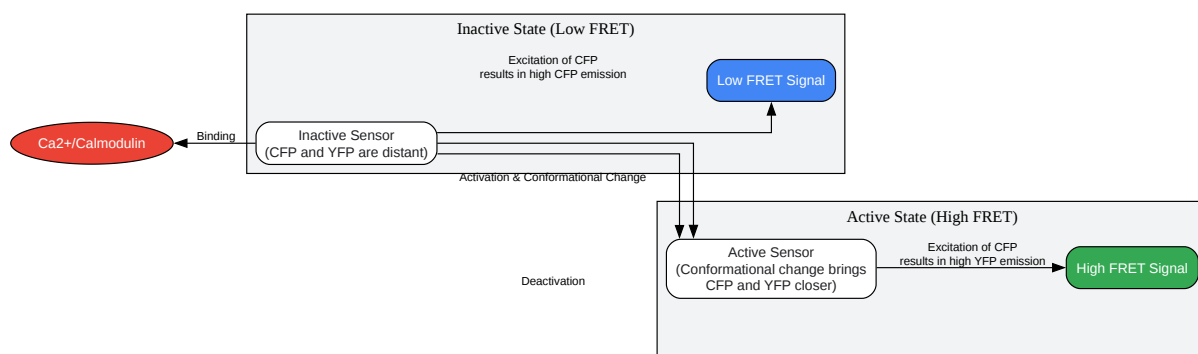 Inactive State (Low FRET)
Excitation of CFP
results in high CFP emission
Low FRET Signal
Ca2+/Calmodulin
Binding
Inactive Sensor
(CFP and YFP are distant)
Activation & Conformational Change
Active State (High FRET)
Active Sensor
(Conformational change brings
CFP and YFP closer)
Excitation of CFP
results in high YFP emission
High FRET Signal
Deactivation